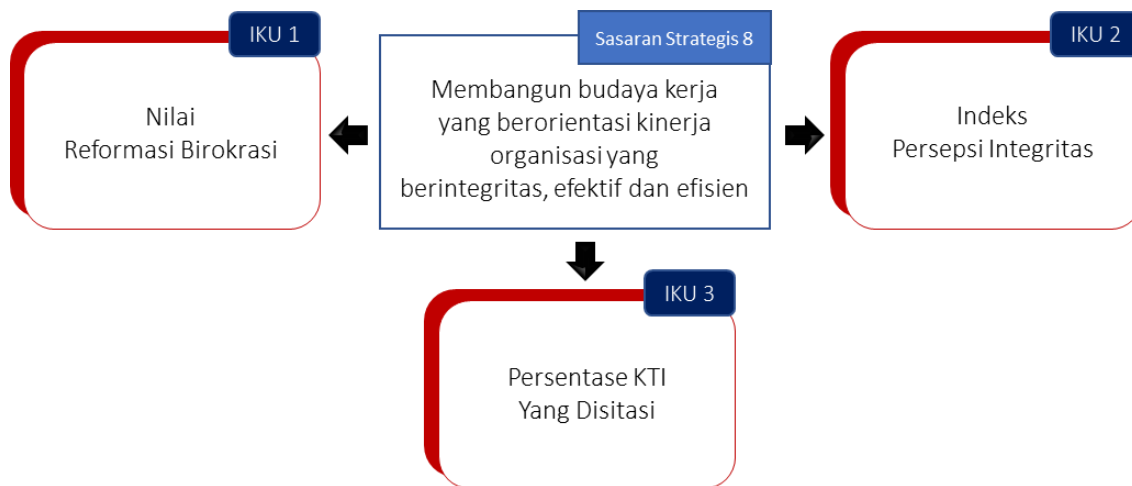 IKU 1
Nilai
Reformasi Birokrasi
Sasaran Strategis 8
Membangun budaya kerja
yang berorientasi kinerja
organisasi yang
berintegritas, efektif dan efisien
IKU 2
Indeks
Persepsi Integritas
IKU 3
Persentase KTI
Yang Disitasi